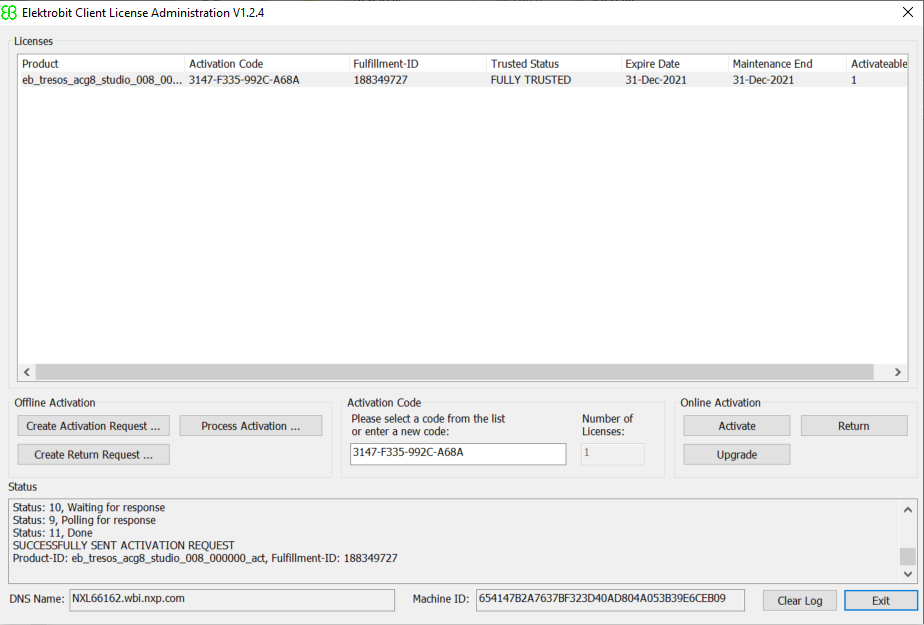 Elektrobit Client License Administration V1.2.4
Licenses
Product Activation Code Fulfillment-ID Trusted Status Expire Date Maintenance End Activateable
eb_tresos_acg8_studio_008_00... 3147-F335-992C-A68A 188349727 FULLY TRUSTED 31-Dec-2021 31-Dec-2021 1
Offline Activation
Create Activation Request ... Process Activation ...
Create Return Request ...
Activation Code
Please select a code from the list
or enter a new code:
3147-F335-992C-A68A
Number of
Licenses:
1
Online Activation
Activate Return
Upgrade
Status
Status: 10, Waiting for response
Status: 9, Polling for response
Status: 11, Done
SUCCESSFULLY SENT ACTIVATION REQUEST
Product-ID: eb_tresos_acg8_studio_008_000000_act, Fulfillment-ID: 188349727
DNS Name: NXL66162.wbi.nxp.com Machine ID: 654147B2A7637BF323D40AD804A053B39E6CEB09 Clear Log Exit